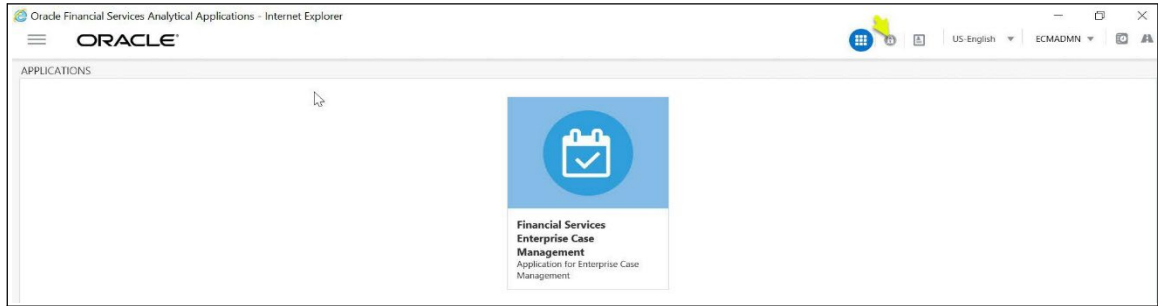 Oracle Financial Services Analytical Applications - Internet Explorer
ORACLE
US-English
ECMADMN
APPLICATIONS
Financial Services
Enterprise Case
Management
Application for Enterprise Case
Management